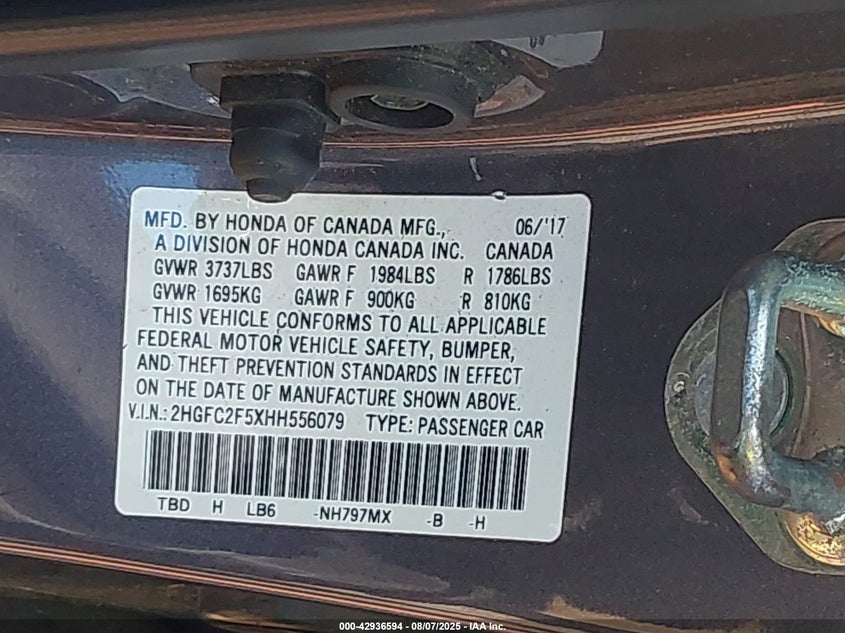 MFD. BY HONDA OF CANADA MFG., 06/'17
A DIVISION OF HONDA CANADA INC. CANADA
GVWR 3737LBS GAWR F 1984LBS R 1786LBS
GVWR 1695KG GAWR F 900KG R 810KG
THIS VEHICLE CONFORMS TO ALL APPLICABLE
FEDERAL MOTOR VEHICLE SAFETY, BUMPER,
AND THEFT PREVENTION STANDARDS IN EFFECT
ON THE DATE OF MANUFACTURE SHOWN ABOVE.
V.I.N.: 2HGFC2F5XHH556079 TYPE: PASSENGER CAR
TBD H LB6 -NH797MX -B -H
000-42936594 - 08/07/2025 - IAA Inc.